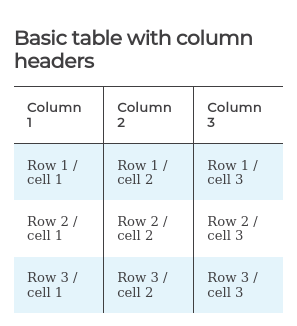 Basic table with column
headers
Column
1
Column
2
Column
3
Row 1 /
cell 1
Row 1 /
cell 2
Row 1 /
cell 3
Row 2 /
cell 1
Row 2 /
cell 2
Row 2 /
cell 3
Row 3 /
cell 1
Row 3 /
cell 2
Row 3 /
cell 3